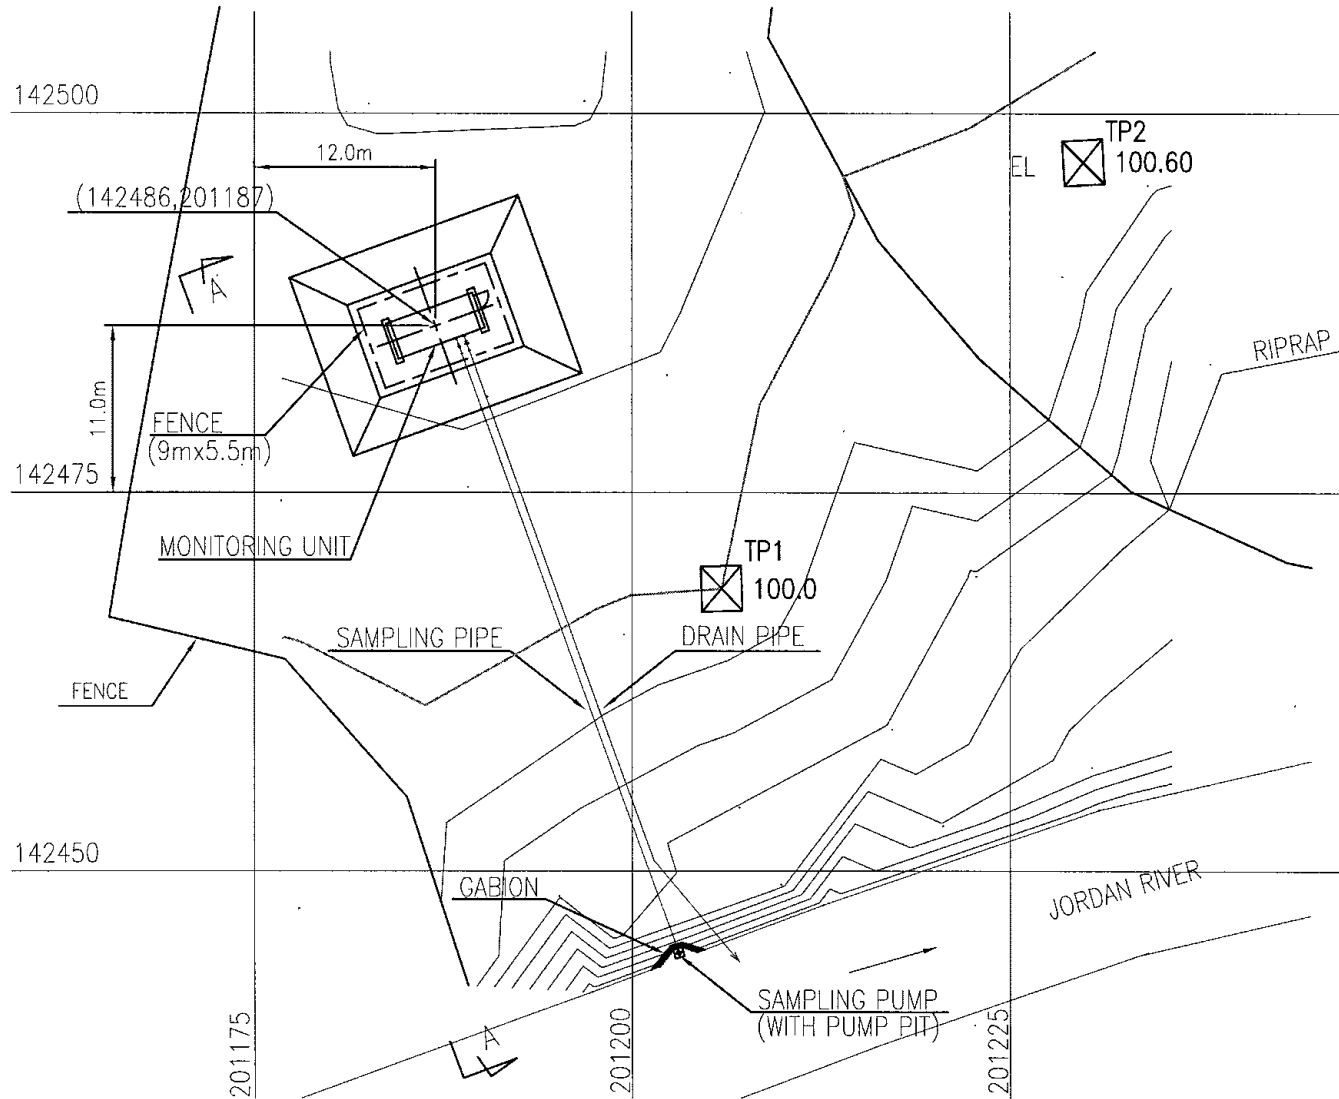 142500
12.0m
TP2
EL
100.60
(142486,201187)
A
RIPRAP
11.0m
FENCE
(9mx5.5m)
142475
MONITORING UNIT
TP1
100.0
SAMPLING PIPE
DRAIN PIPE
FENCE
142450
GABION
JORDAN RIVER
SAMPLING PUMP
(WITH PUMP PIT)
A
201175
201200
201225